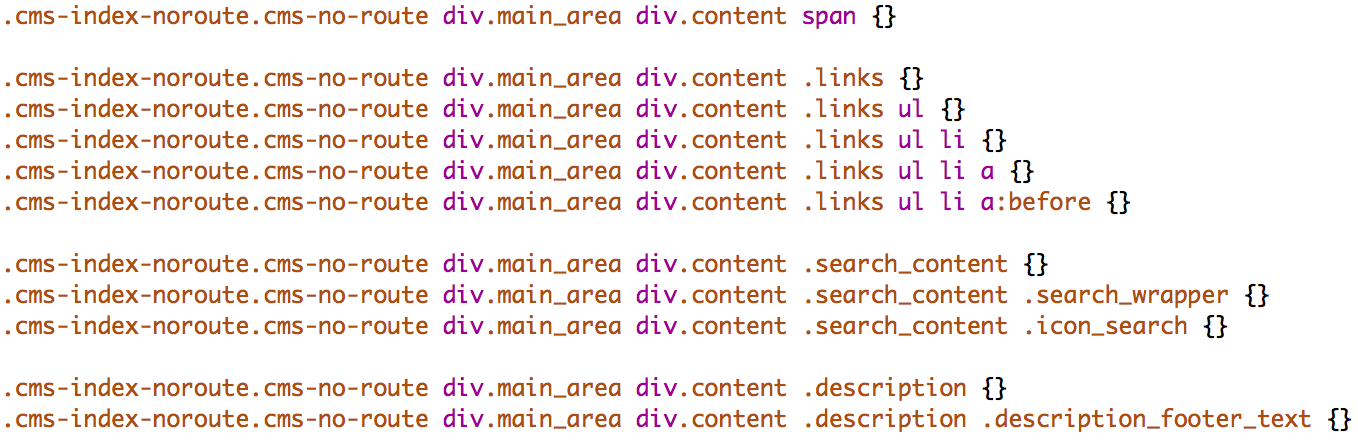 .cms-index-noroute.cms-no-route div.main_area div.content span {}
.cms-index-noroute.cms-no-route div.main_area div.content .links {}
.cms-index-noroute.cms-no-route div.main_area div.content .links ul {}
.cms-index-noroute.cms-no-route div.main_area div.content .links ul li {}
.cms-index-noroute.cms-no-route div.main_area div.content .links ul li a {}
.cms-index-noroute.cms-no-route div.main_area div.content .links ul li a:before {}
.cms-index-noroute.cms-no-route div.main_area div.content .search_content {}
.cms-index-noroute.cms-no-route div.main_area div.content .search_content .search_wrapper {}
.cms-index-noroute.cms-no-route div.main_area div.content .search_content .icon_search {}
.cms-index-noroute.cms-no-route div.main_area div.content .description {}
.cms-index-noroute.cms-no-route div.main_area div.content .description .description_footer_text {}